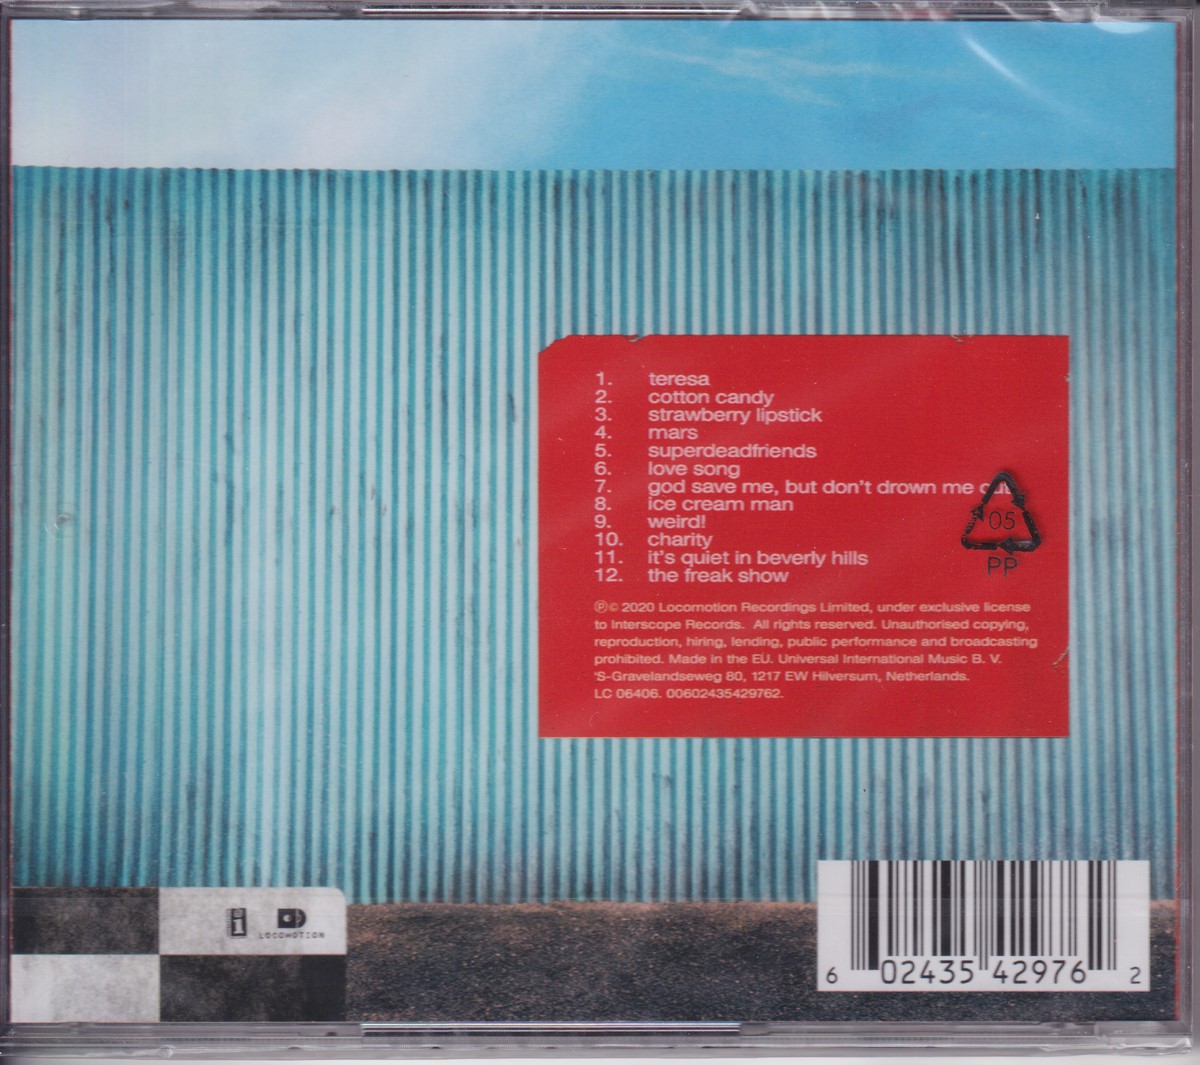 1. teresa
2. cotton candy
3. strawberry lipstick
4. mars
5. superdeadfriends
6. love song
7. god save me, but don't drown me out
8. ice cream man
9. weird!
10. charity
11. it's quiet in beverly hills
12. the freak show
05
PP
℗© 2020 Locomotion Recordings Limited, under exclusive license
to Interscope Records. All rights reserved. Unauthorised copying,
reproduction, hiring, lending, public performance and broadcasting
prohibited. Made in the EU. Universal International Music B. V.
'S-Gravelandseweg 80, 1217 EW Hilversum, Netherlands.
LC 06406. 00602435429762.
i
LOCOMOTION
6 02435 42976 2